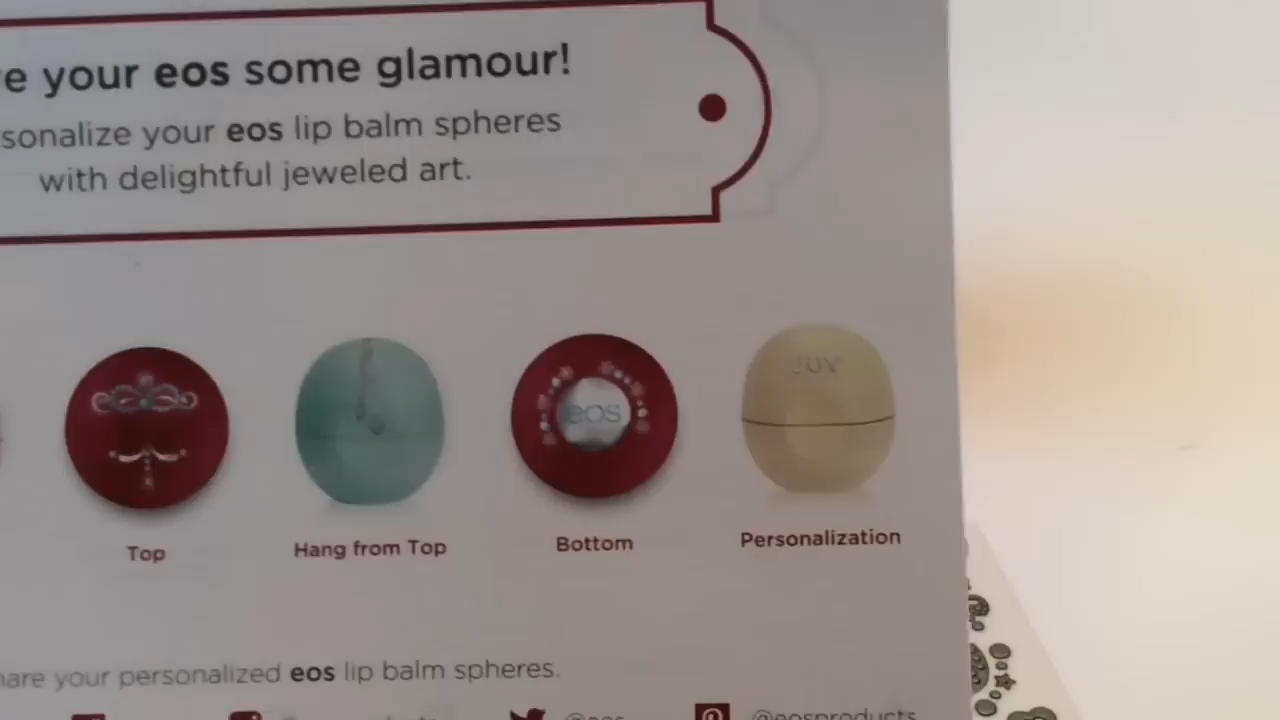 e your eos some glamour!
sonalize your eos lip balm spheres
with delightful jeweled art.
eos
JOY
Top
Hang from Top
Bottom
Personalization
hare your personalized eos lip balm spheres.
@eos
@eosproducts